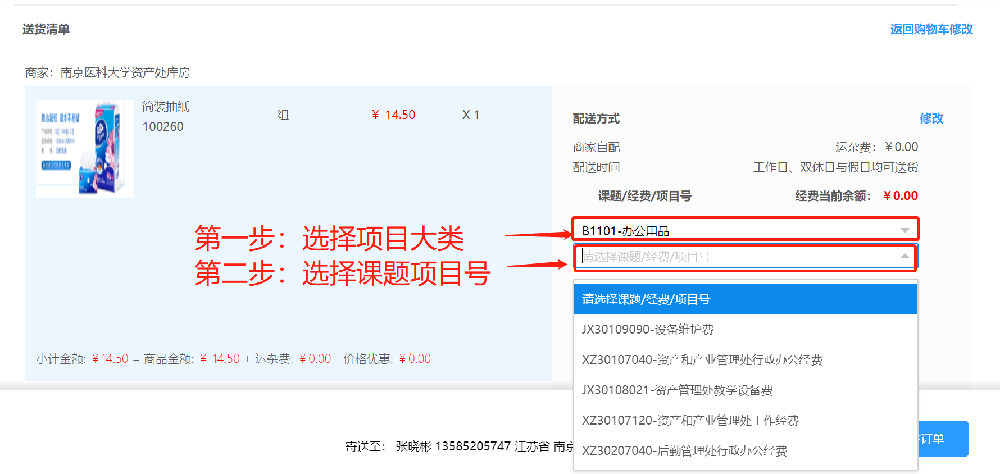 送货清单
返回购物车修改
商家：南京医科大学资产处库房
简装抽纸
100260
组
¥ 14.50
X 1
配送方式
修改
商家自配
运杂费：¥0.00
配送时间
工作日、双休日与假日均可送货
课题/经费/项目号
经费当前余额：¥0.00
第一步：选择项目大类
B1101-办公用品
第二步：选择课题项目号
请选择课题/经费/项目号
请选择课题/经费/项目号
JX30109090-设备维护费
XZ30107040-资产和产业管理处行政办公经费
JX30108021-资产管理处教学设备费
XZ30107120-资产和产业管理处工作经费
XZ30207040-后勤管理处行政办公经费
小计金额: ¥14.50 = 商品金额: ¥ 14.50 + 运杂费: ¥0.00 - 价格优惠: ¥0.00
寄送至： 张晓彬 13585205747 江苏省 南京
订单